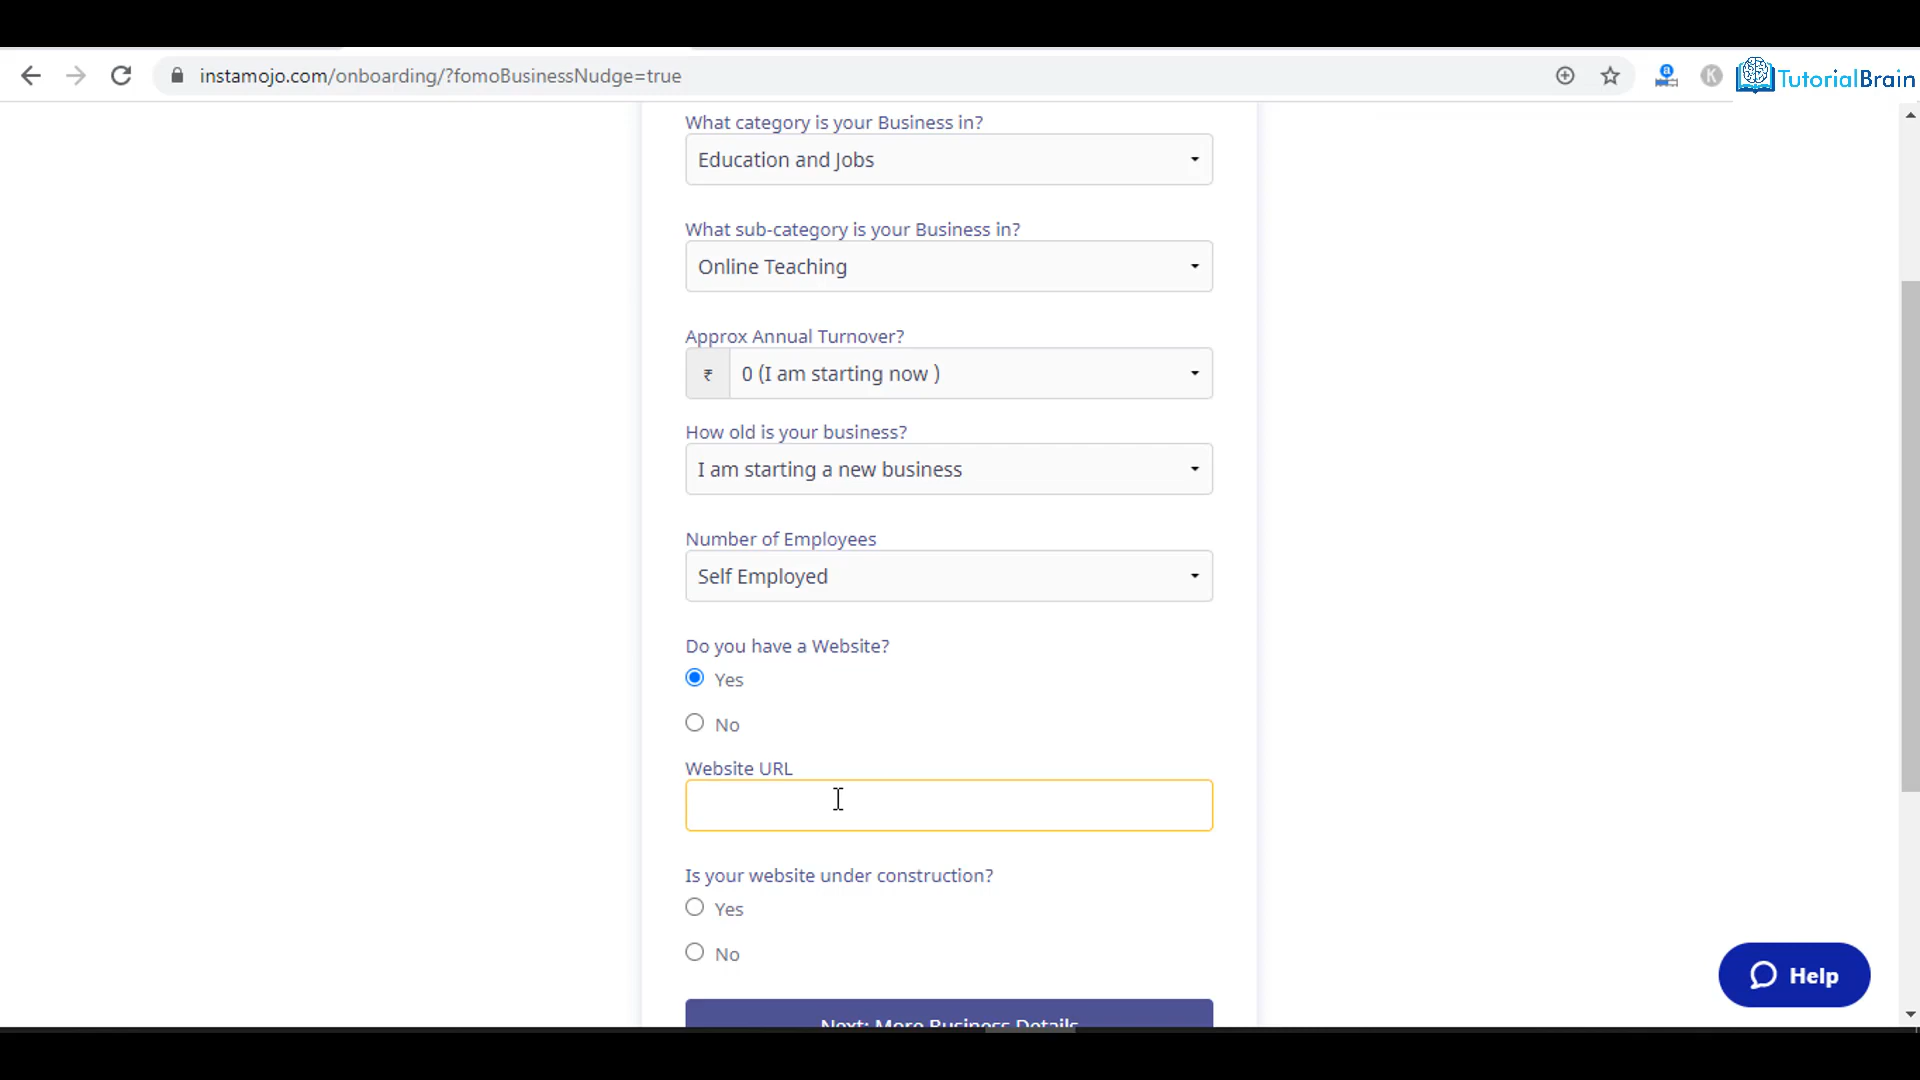 instamojo.com/onboarding/?fomoBusinessNudge=true
TutorialBrain
What category is your Business in?
Education and Jobs
What sub-category is your Business in?
Online Teaching
Approx Annual Turnover?
₹ 0 (I am starting now )
How old is your business?
I am starting a new business
Number of Employees
Self Employed
Do you have a Website?
Yes
No
Website URL
Is your website under construction?
Yes
No
Next: More Business Details
Help